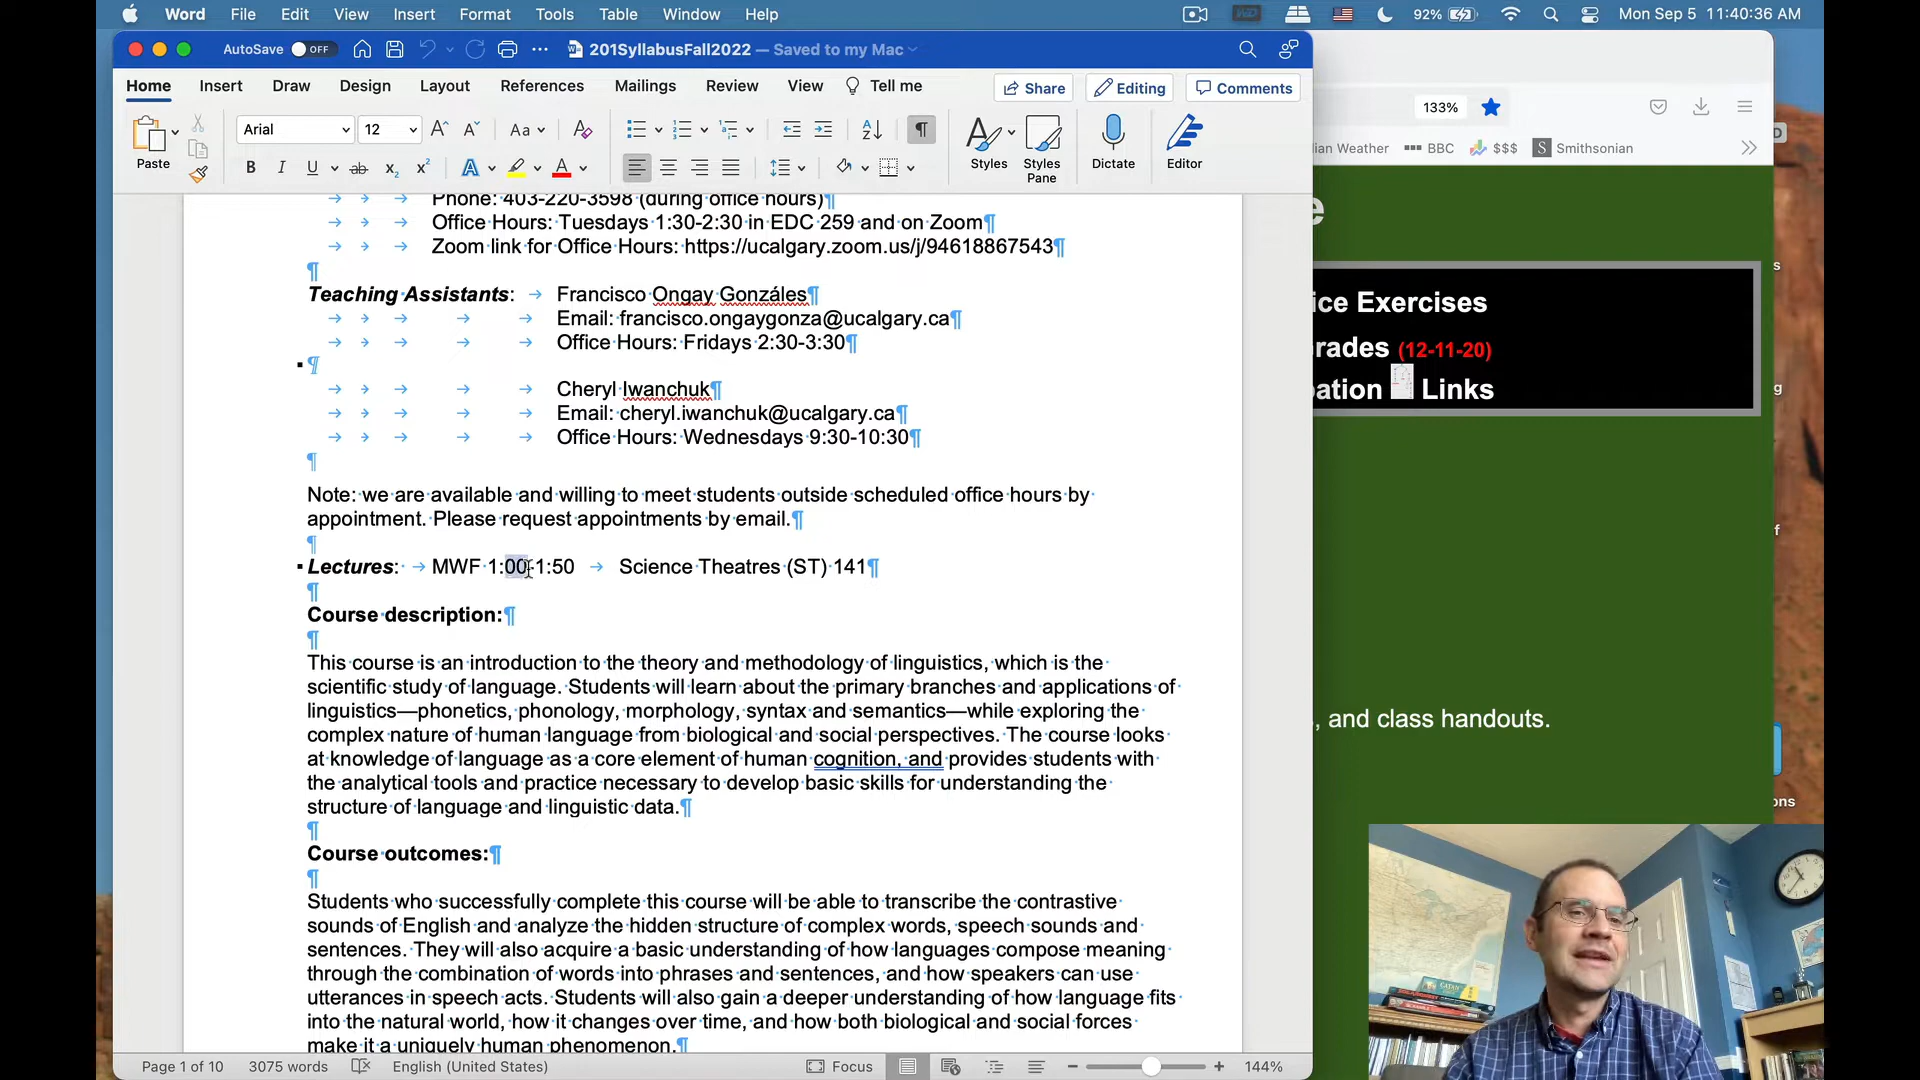 Word File Edit View Insert Format Tools Table Window Help 92% Mon Sep 5 11:40:36 AM
AutoSave OFF 201SyllabusFall2022 — Saved to my Mac
Home Insert Draw Design Layout References Mailings Review View Tell me Share Editing Comments
133%
Paste Arial 12 Styles Styles Pane Dictate Editor
Weather BBC $$$ Smithsonian
Phone: 403-220-3598 (during office hours)
Office Hours: Tuesdays 1:30-2:30 in EDC 259 and on Zoom
Zoom link for Office Hours: https://ucalgary.zoom.us/j/94618867543
Teaching Assistants: Francisco Ongay Gonzáles
Email: francisco.ongaygonza@ucalgary.ca
Office Hours: Fridays 2:30-3:30
Cheryl Iwanchuk
Email: cheryl.iwanchuk@ucalgary.ca
Office Hours: Wednesdays 9:30-10:30
Note: we are available and willing to meet students outside scheduled office hours by
appointment. Please request appointments by email.
Lectures: MWF 1:00-1:50 Science Theatres (ST) 141
Course description:
This course is an introduction to the theory and methodology of linguistics, which is the
scientific study of language. Students will learn about the primary branches and applications of
linguistics—phonetics, phonology, morphology, syntax and semantics—while exploring the
complex nature of human language from biological and social perspectives. The course looks
at knowledge of language as a core element of human cognition, and provides students with
the analytical tools and practice necessary to develop basic skills for understanding the
structure of language and linguistic data.
Course outcomes:
Students who successfully complete this course will be able to transcribe the contrastive
sounds of English and analyze the hidden structure of complex words, speech sounds and
sentences. They will also acquire a basic understanding of how languages compose meaning
through the combination of words into phrases and sentences, and how speakers can use
utterances in speech acts. Students will also gain a deeper understanding of how language fits
into the natural world, how it changes over time, and how both biological and social forces
make it a uniquely human phenomenon.
Page 1 of 10 3075 words English (United States) Focus 144%
ice Exercises
rades (12-11-20)
pation Links
, and class handouts.
CATAN